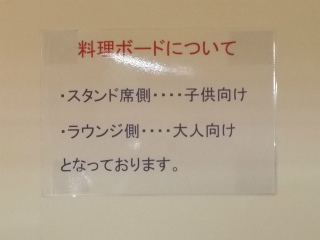 料理ボードについて
・スタンド席側・・・・子供向け
・ラウンジ側・・・・大人向け
となっております。